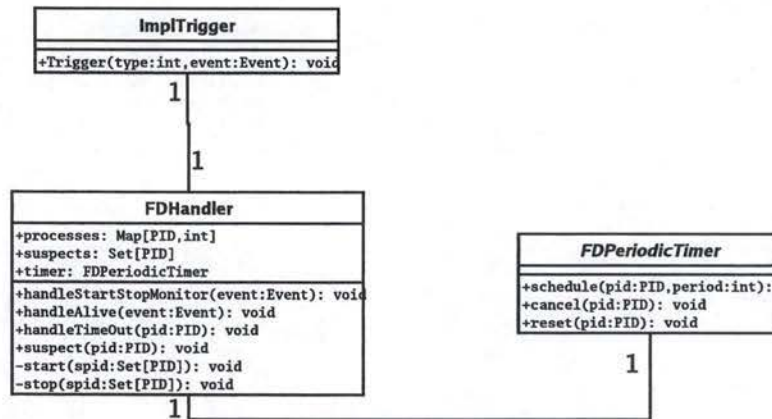 ImplTrigger
+Trigger(type:int,event:Event): void
1
1
FDHandler
+processes: Map[PID,int]
+suspects: Set[PID]
+timer: FDPeriodicTimer
+handleStartStopMonitor(event:Event): void
+handleAlive(event:Event): void
+handleTimeOut(pid:PID): void
+suspect(pid:PID): void
-start(spid:Set[PID]): void
-stop(spid:Set[PID]): void
1
FDPeriodicTimer
+schedule(pid:PID,period:int):
+cancel(pid:PID): void
+reset(pid:PID): void
1